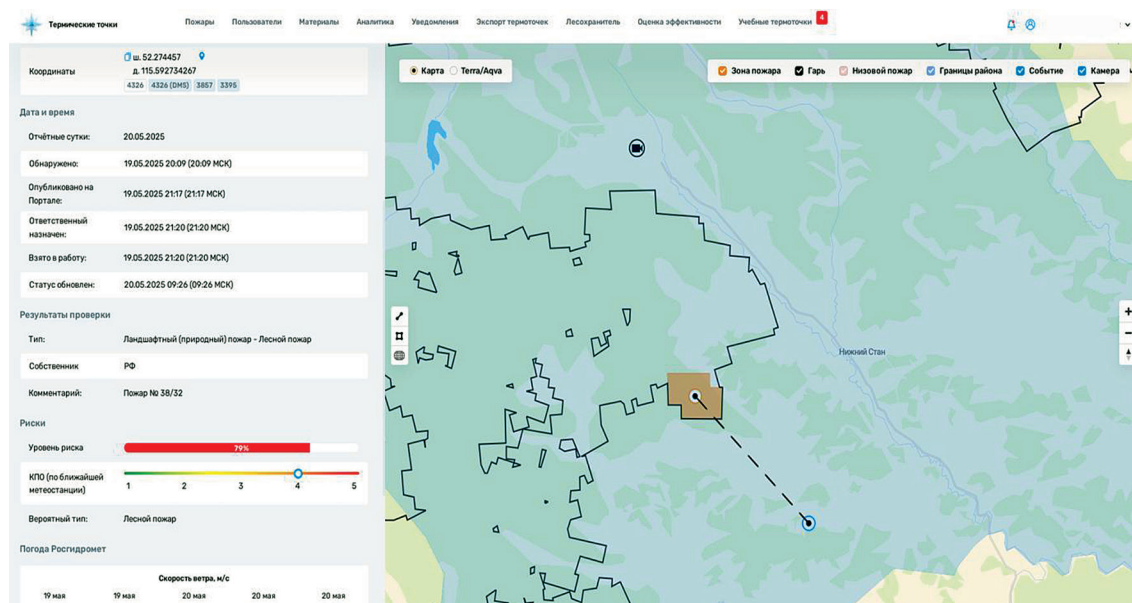 Термические точки
Пожары Пользователи Материалы Аналитика Уведомления Экспорт термоточек Лесохранитель Оценка эффективности Учебные термоточки 4
Координаты
ш. 52.274457
д. 115.592734267
4326 4326 (DMS) 3857 3395
Дата и время
Отчётные сутки: 20.05.2025
Обнаружено: 19.05.2025 20:09 (20:09 МСК)
Опубликовано на
Портале:
19.05.2025 21:17 (21:17 МСК)
Ответственный
назначен:
19.05.2025 21:20 (21:20 МСК)
Взято в работу: 19.05.2025 21:20 (21:20 МСК)
Статус обновлен: 20.05.2025 09:26 (09:26 МСК)
Результаты проверки
Тип: Ландшафтный (природный) пожар - Лесной пожар
Собственник РФ
Комментарий: Пожар № 38/32
Риски
Уровень риска 79%
КПО (по ближайшей
метеостанции)
1 2 3 4 5
Вероятный тип: Лесной пожар
Погода Росгидромет
Скорость ветра, м/с
19 мая 19 мая 20 мая 20 мая 20 мая
Карта Terra/Aqva
Зона пожара Гарь Низовой пожар Границы района Событие Камера
Нижний Стан